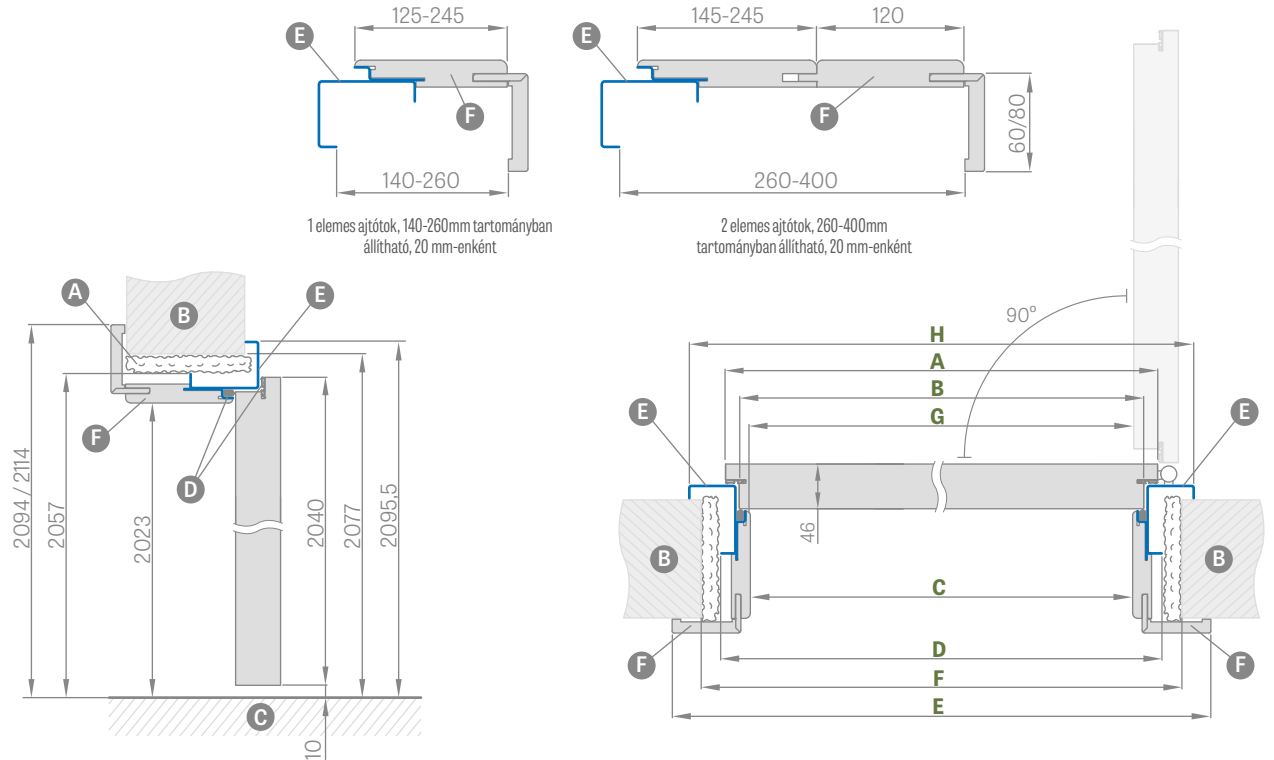 125-245
145-245
120
E
E
F
F
60/80
140-260
260-400
1 elemes ajtótok, 140-260mm tartományban
állítható, 20 mm-enként
2 elemes ajtótok, 260-400mm
tartományban állítható, 20 mm-enként
A
B
E
F
D
2094 / 2114
2057
2023
2040
2077
2095,5
C
10
90°
H
A
B
G
E
E
46
B
B
C
D
F
F
F
E